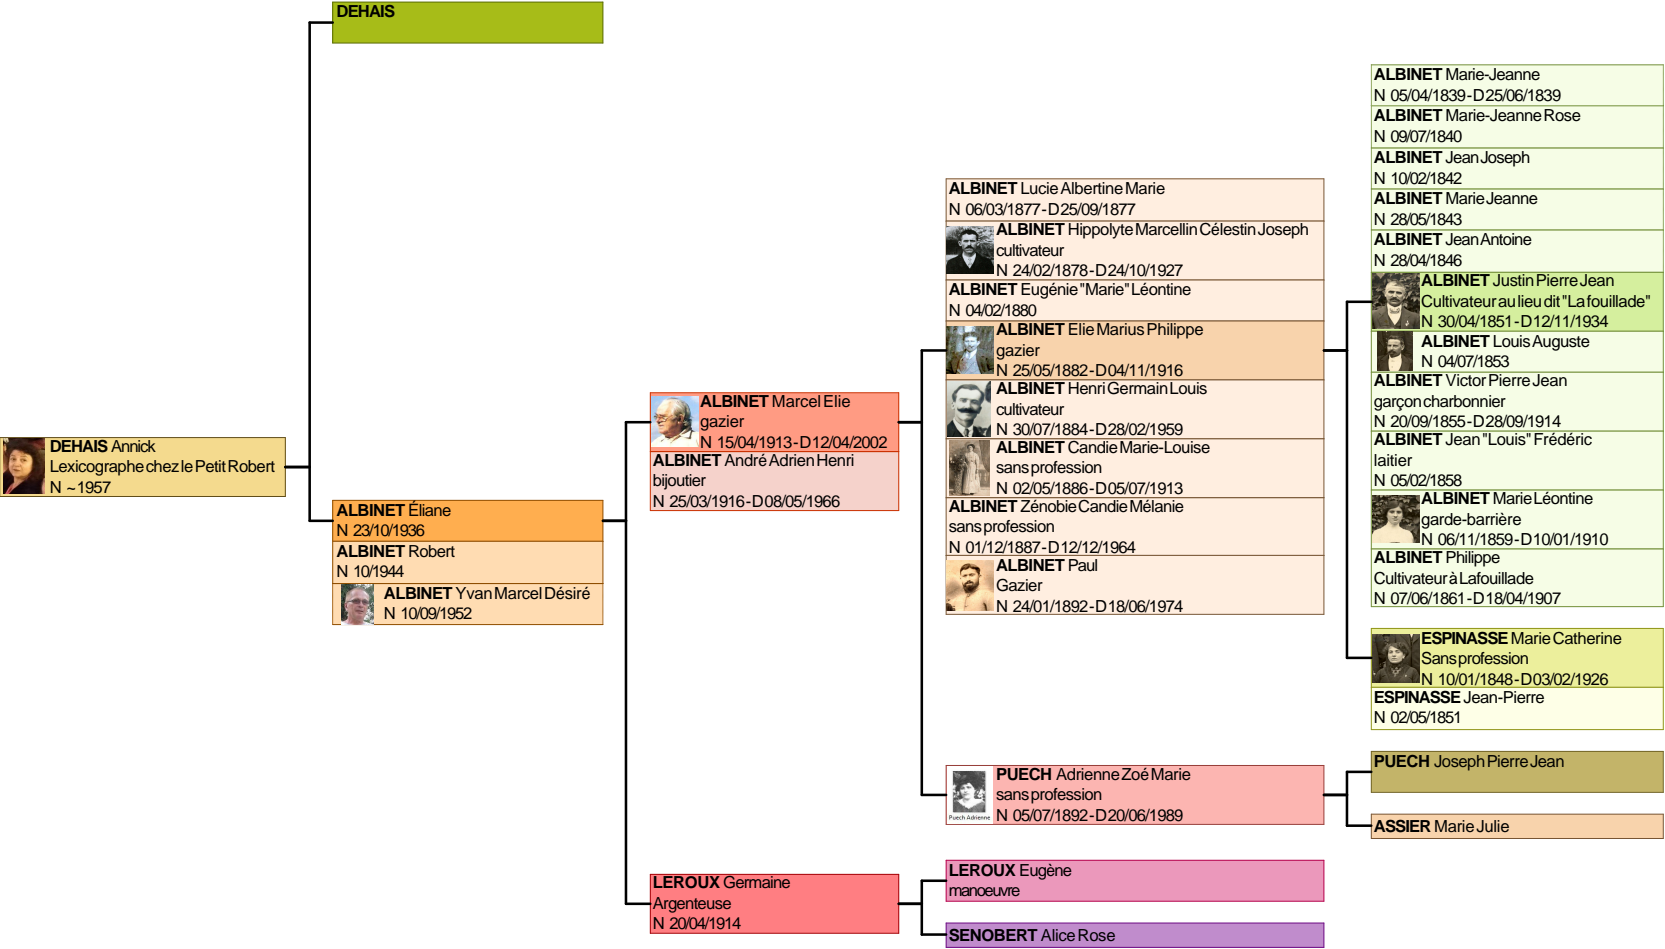 DEHAIS
DEHAIS Annick
Lexicographe chez le Petit Robert
N ~1957
ALBINET Éliane
N 23/10/1936
ALBINET Robert
N 10/1944
ALBINET Yvan Marcel Désiré
N 10/09/1952
ALBINET Marcel Elie
gazier
N 15/04/1913-D12/04/2002
ALBINET André Adrien Henri
bijoutier
N 25/03/1916-D08/05/1966
LEROUX Germaine
Argenteuse
N 20/04/1914
ALBINET Lucie Albertine Marie
N 06/03/1877-D25/09/1877
ALBINET Hippolyte Marcellin Célestin Joseph
cultivateur
N 24/02/1878-D24/10/1927
ALBINET Eugénie "Marie" Léontine
N 04/02/1880
ALBINET Elie Marius Philippe
gazier
N 25/05/1882-D04/11/1916
ALBINET Henri Germain Louis
cultivateur
N 30/07/1884-D28/02/1959
ALBINET Candie Marie-Louise
sans profession
N 02/05/1886-D05/07/1913
ALBINET Zénobie Candie Mélanie
sans profession
N 01/12/1887-D12/12/1964
ALBINET Paul
Gazier
N 24/01/1892-D18/06/1974
PUECH Adrienne Zoé Marie
sans profession
N 05/07/1892-D20/06/1989
Puech Adrienne
LEROUX Eugène
manoeuvre
SENOBERT Alice Rose
ALBINET Marie-Jeanne
N 05/04/1839-D25/06/1839
ALBINET Marie-Jeanne Rose
N 09/07/1840
ALBINET Jean Joseph
N 10/02/1842
ALBINET Marie Jeanne
N 28/05/1843
ALBINET Jean Antoine
N 28/04/1846
ALBINET Justin Pierre Jean
Cultivateur au lieu dit "La fouillade"
N 30/04/1851-D12/11/1934
ALBINET Louis Auguste
N 04/07/1853
ALBINET Victor Pierre Jean
garçon charbonnier
N 20/09/1855-D28/09/1914
ALBINET Jean "Louis" Frédéric
laitier
N 05/02/1858
ALBINET Marie Léontine
garde-barrière
N 06/11/1859-D10/01/1910
ALBINET Philippe
Cultivateur à Lafouillade
N 07/06/1861-D18/04/1907
ESPINASSE Marie Catherine
Sans profession
N 10/01/1848-D03/02/1926
ESPINASSE Jean-Pierre
N 02/05/1851
PUECH Joseph Pierre Jean
ASSIER Marie Julie